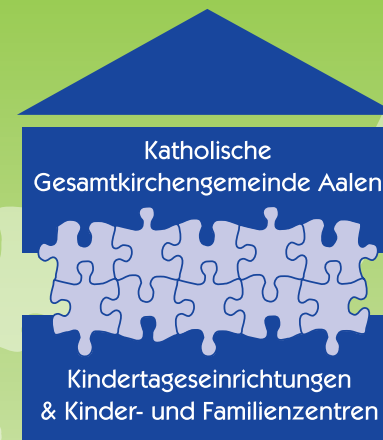 Katholische
Gesamtkirchengemeinde Aalen
Kindertageseinrichtungen
& Kinder- und Familienzentren